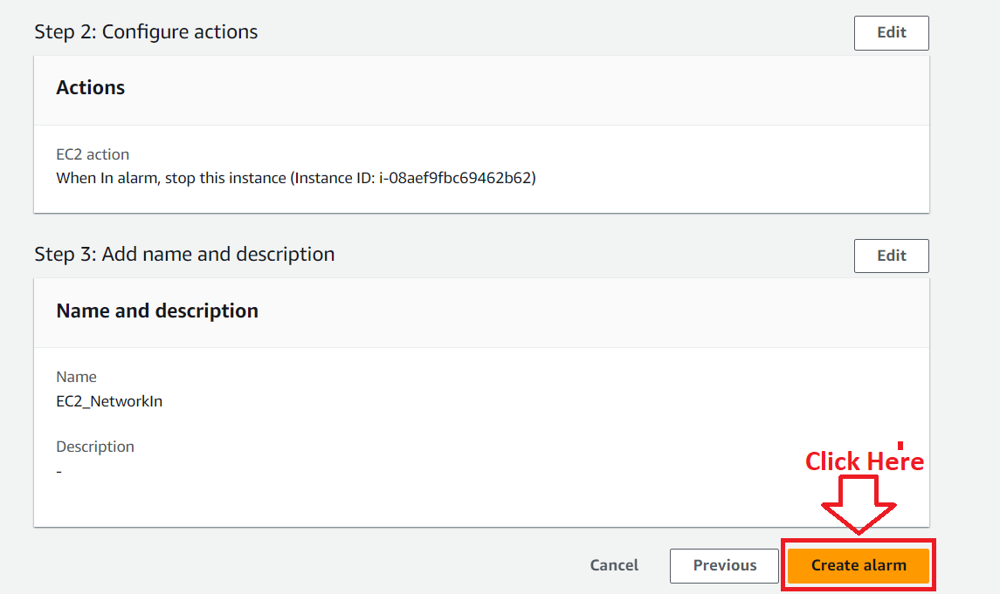 Step 2: Configure actions
Edit
Actions
EC2 action
When In alarm, stop this instance (Instance ID: i-08aef9fbc69462b62)
Step 3: Add name and description
Edit
Name and description
Name
EC2_NetworkIn
Description
-
Click Here
Cancel
Previous
Create alarm